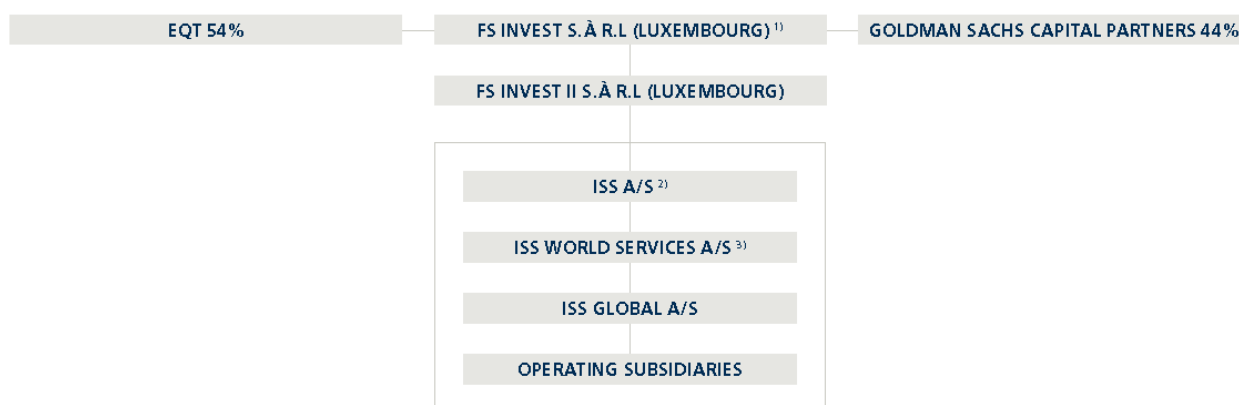 EQT 54%
FS INVEST S.À R.L (LUXEMBOURG) 1)
GOLDMAN SACHS CAPITAL PARTNERS 44%
FS INVEST II S.À R.L (LUXEMBOURG)
ISS A/S 2)
ISS WORLD SERVICES A/S 3)
ISS GLOBAL A/S
OPERATING SUBSIDIARIES